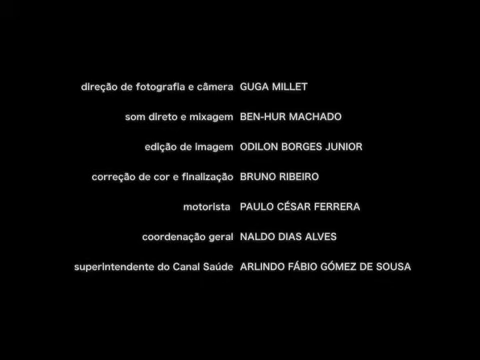 direção de fotografia e câmera GUGA MILLET
som direto e mixagem BEN-HUR MACHADO
edição de imagem ODILON BORGES JUNIOR
correção de cor e finalização BRUNO RIBEIRO
motorista PAULO CÉSAR FERRERA
coordenação geral NALDO DIAS ALVES
superintendente do Canal Saúde ARLINDO FÁBIO GÓMEZ DE SOUSA